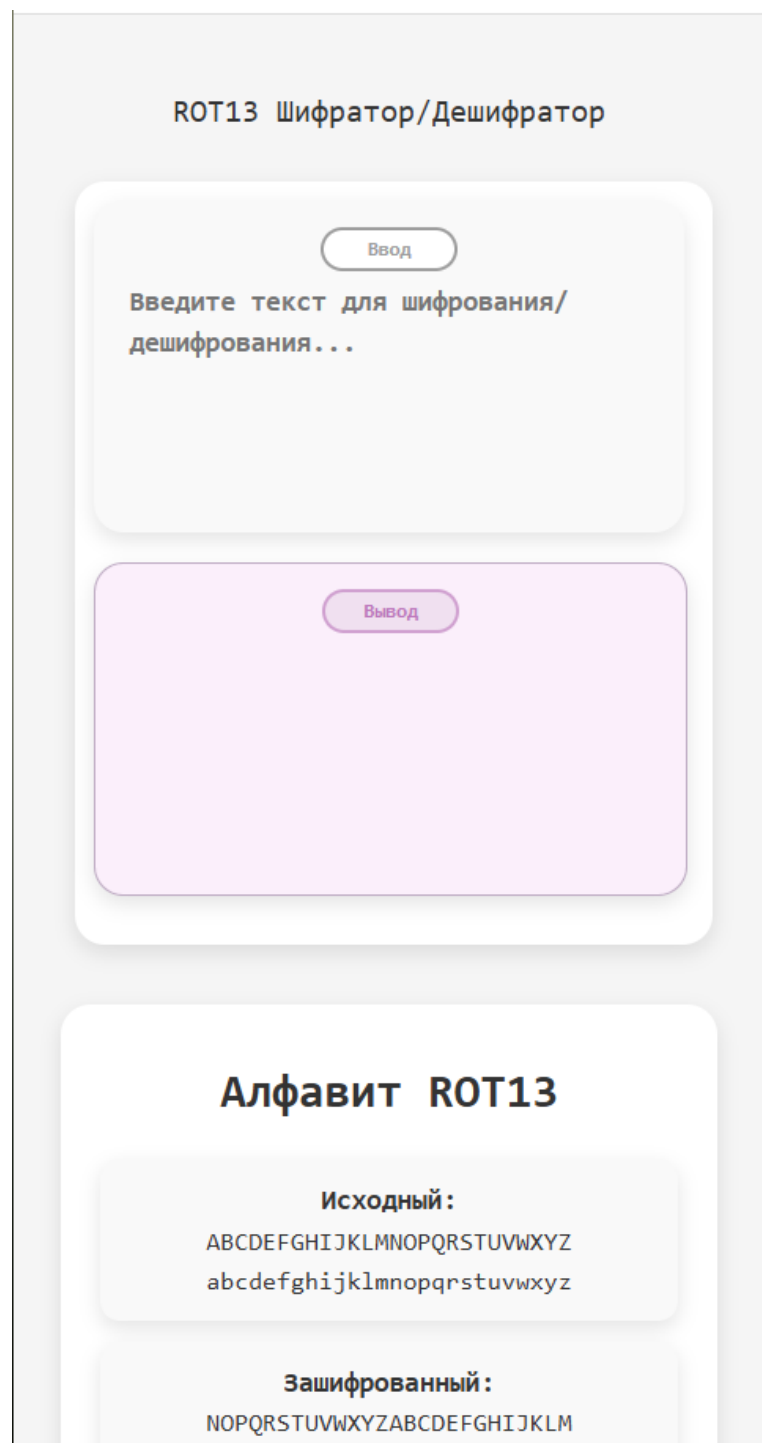 ROT13 Шифратор/Дешифратор
Ввод
Введите текст для шифрования/
дешифрования...
Вывод
Алфавит ROT13
Исходный:
ABCDEFGHIJKLMNOPQRSTUVWXYZ
abcdefghijklmnopqrstuvwxyz
Зашифрованный:
NOPQRSTUVWXYZABCDEFGHIJKLM